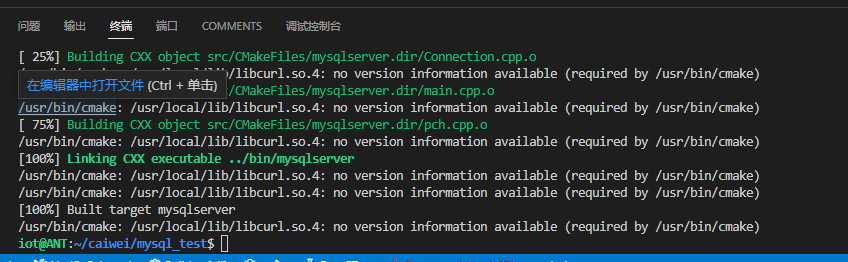 问题 输出 终端 端口 COMMENTS 调试控制台
[ 25%] Building CXX object src/CMakeFiles/mysqlserver.dir/Connection.cpp.o
/usr/local/lib/libcurl.so.4: no version information available (required by /usr/bin/cmake)
在编辑器中打开文件 (Ctrl + 单击)
CMakeFiles/mysqlserver.dir/main.cpp.o
/usr/bin/cmake: /usr/local/lib/libcurl.so.4: no version information available (required by /usr/bin/cmake)
[ 75%] Building CXX object src/CMakeFiles/mysqlserver.dir/pch.cpp.o
/usr/bin/cmake: /usr/local/lib/libcurl.so.4: no version information available (required by /usr/bin/cmake)
[100%] Linking CXX executable ../bin/mysqlserver
/usr/bin/cmake: /usr/local/lib/libcurl.so.4: no version information available (required by /usr/bin/cmake)
/usr/bin/cmake: /usr/local/lib/libcurl.so.4: no version information available (required by /usr/bin/cmake)
[100%] Built target mysqlserver
/usr/bin/cmake: /usr/local/lib/libcurl.so.4: no version information available (required by /usr/bin/cmake)
iot@ANT:~/caiwei/mysql_test$